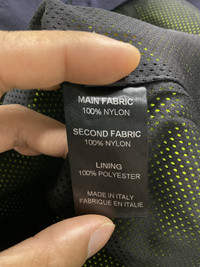 MAIN FABRIC
100% NYLON
SECOND FABRIC
100% NYLON
LINING
100% POLYESTER
MADE IN ITALY
FABRIQUE EN ITALIE